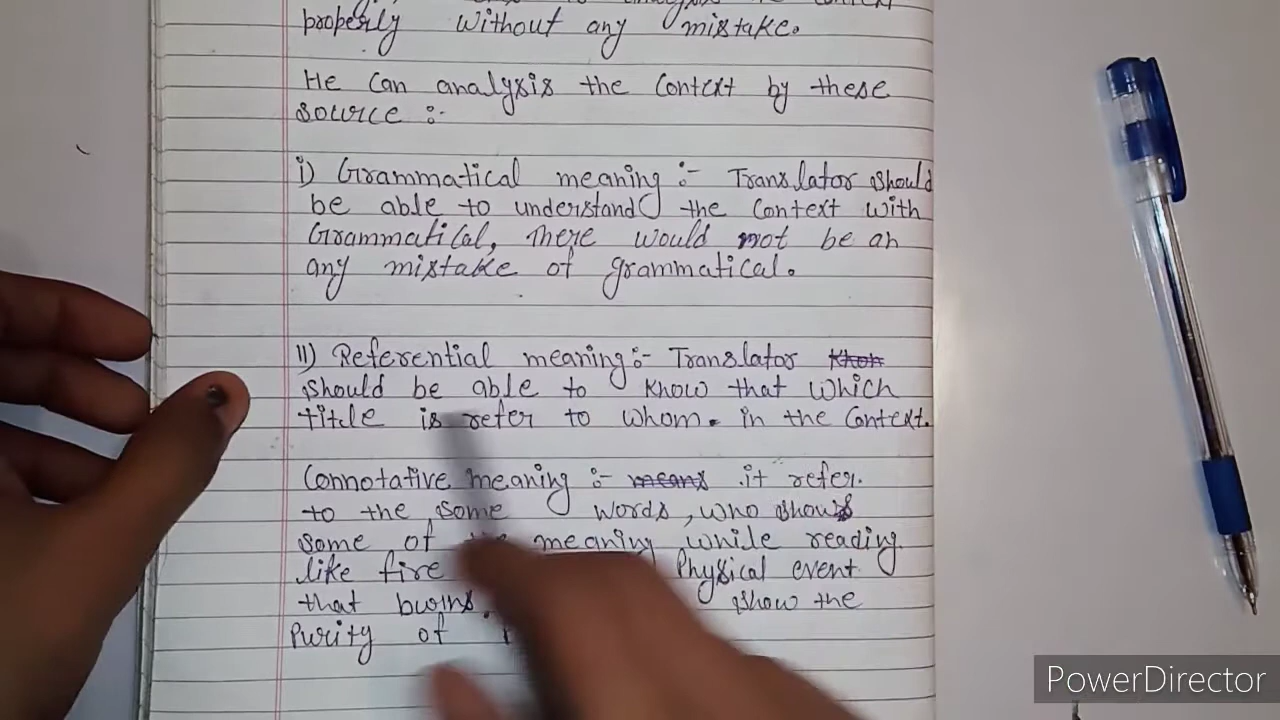 properly without any mistake.
He can analysis the context by these
source :-
i) Grammatical meaning :- Translator should
be able to understand the context with
Grammatical, There would not be an
any mistake of grammatical.
II) Referential meaning :- Translator
should be able to know that which
title is refer to whom. in the context.
Connotative meaning :- means it refer.
to the some words, who shows
some of the meaning while reading.
like fire Physical event
that burns. show the
purity of
PowerDirector